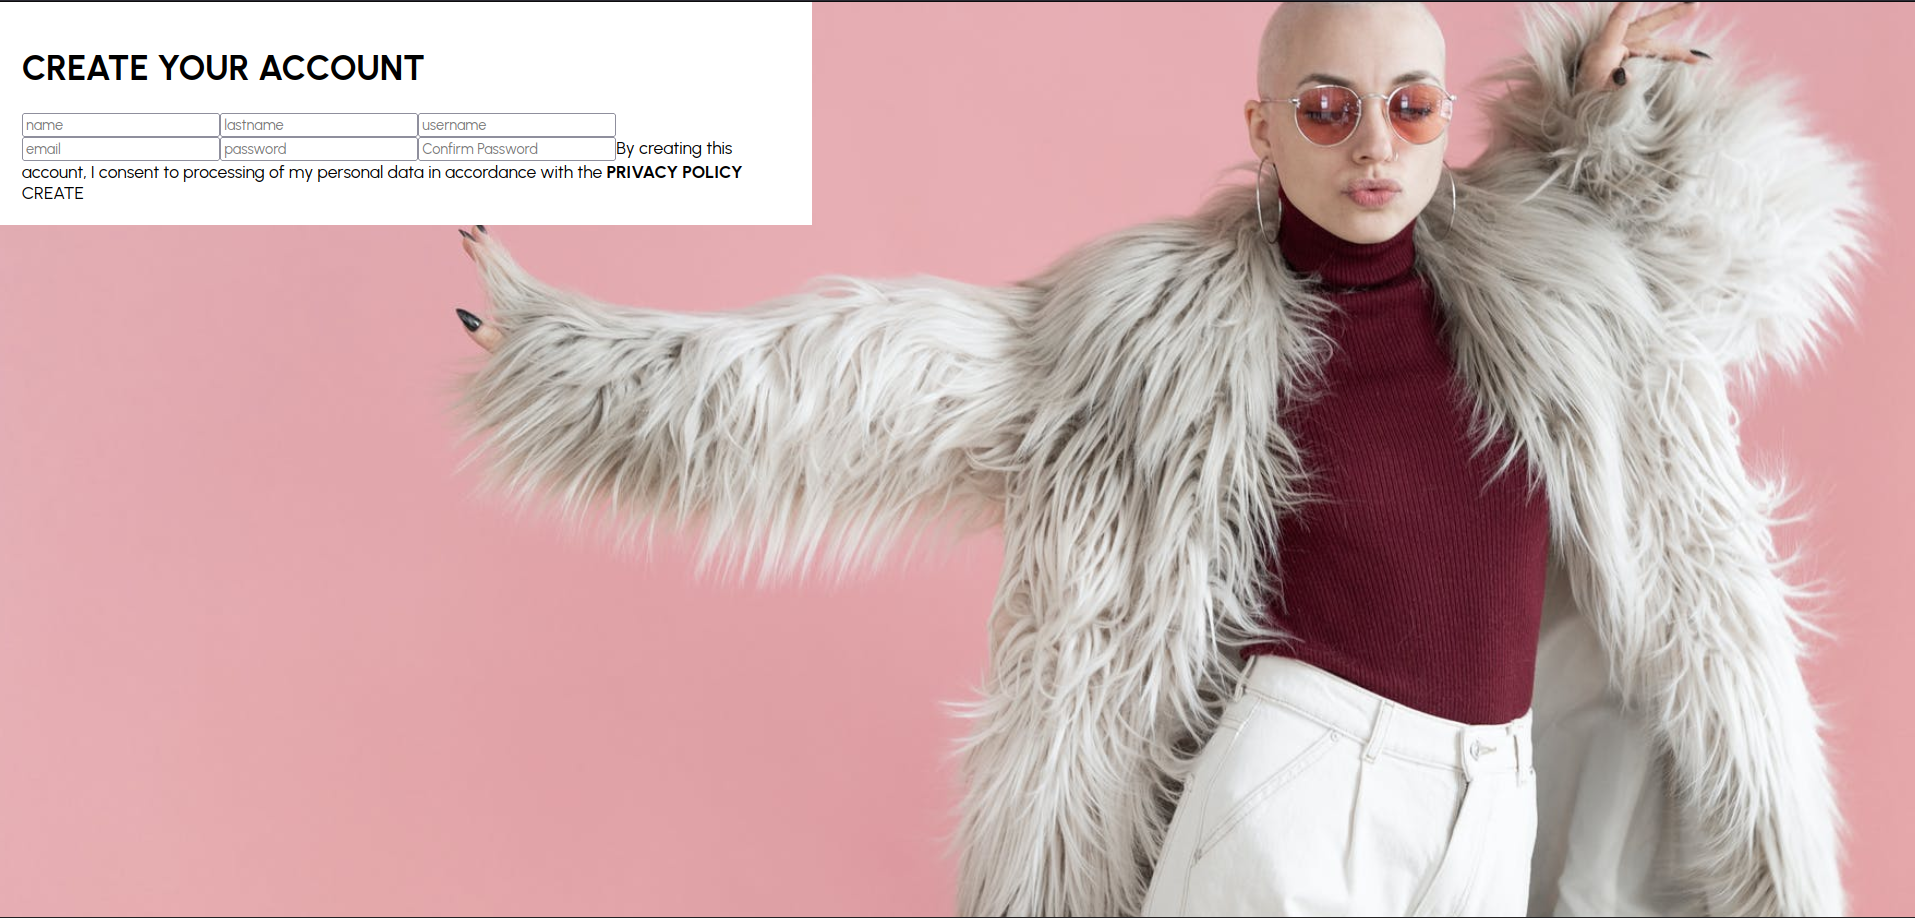 CREATE YOUR ACCOUNT
name lastname username
email password Confirm Password By creating this
account, I consent to processing of my personal data in accordance with the PRIVACY POLICY
CREATE